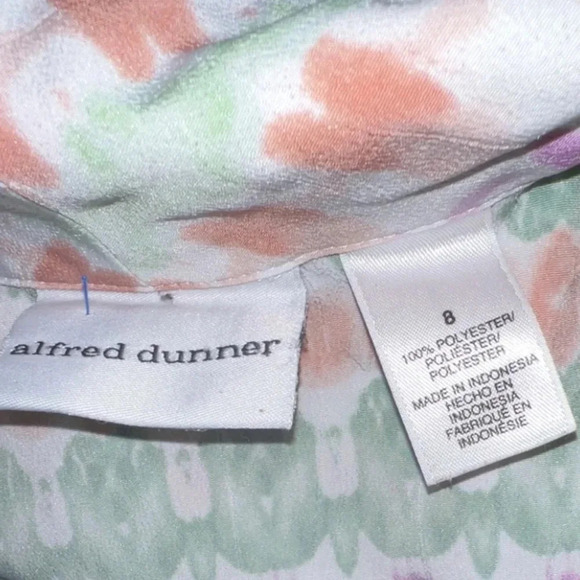 alfred dunner
8
100% POLYESTER/
POLIÉSTER/
POLYESTER
MADE IN INDONESIA
HECHO EN
INDONESIA
FABRIQUÉ EN
INDONÉSIE